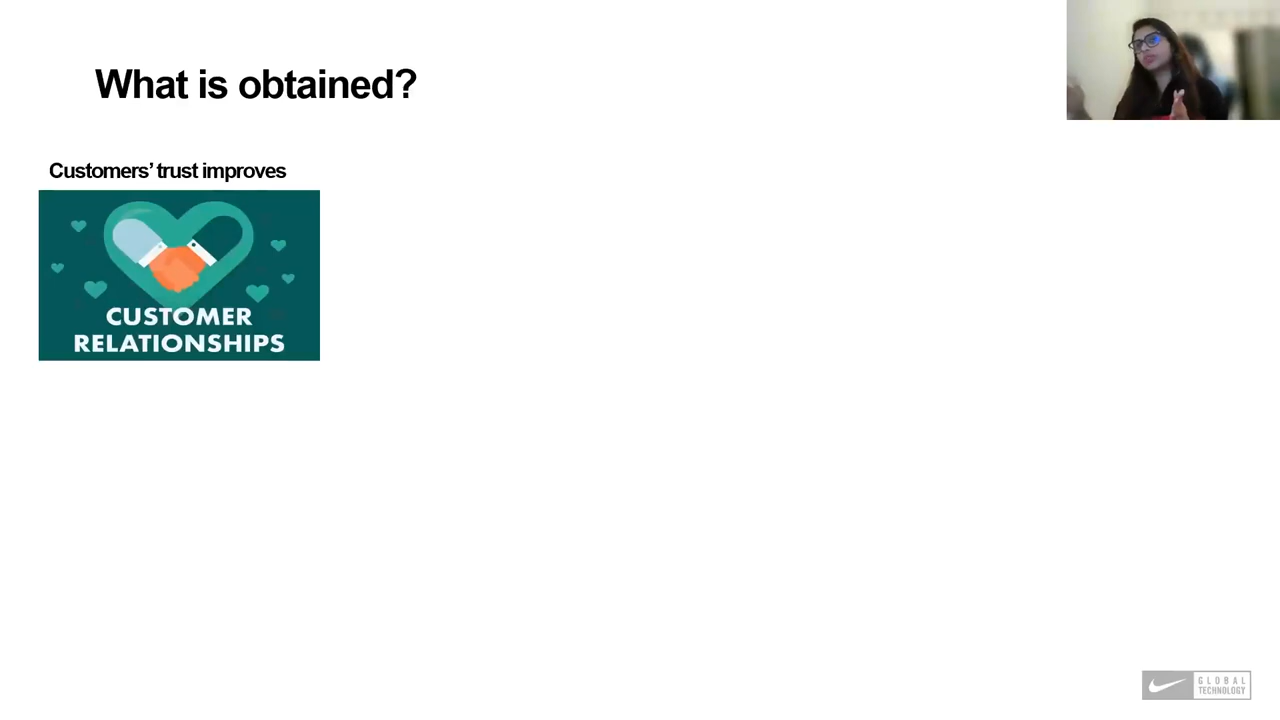 What is obtained?
Customers’ trust improves
CUSTOMER
RELATIONSHIPS
GLOBAL
TECHNOLOGY